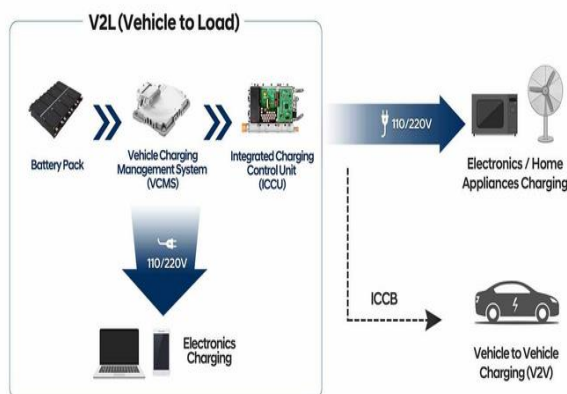 V2L (Vehicle to Load)
Battery Pack
Vehicle Charging
Management System
(VCMS)
Integrated Charging
Control Unit
(ICCU)
110/220V
Electronics / Home
Appliances Charging
110/220V
Electronics
Charging
ICCB
Vehicle to Vehicle
Charging (V2V)